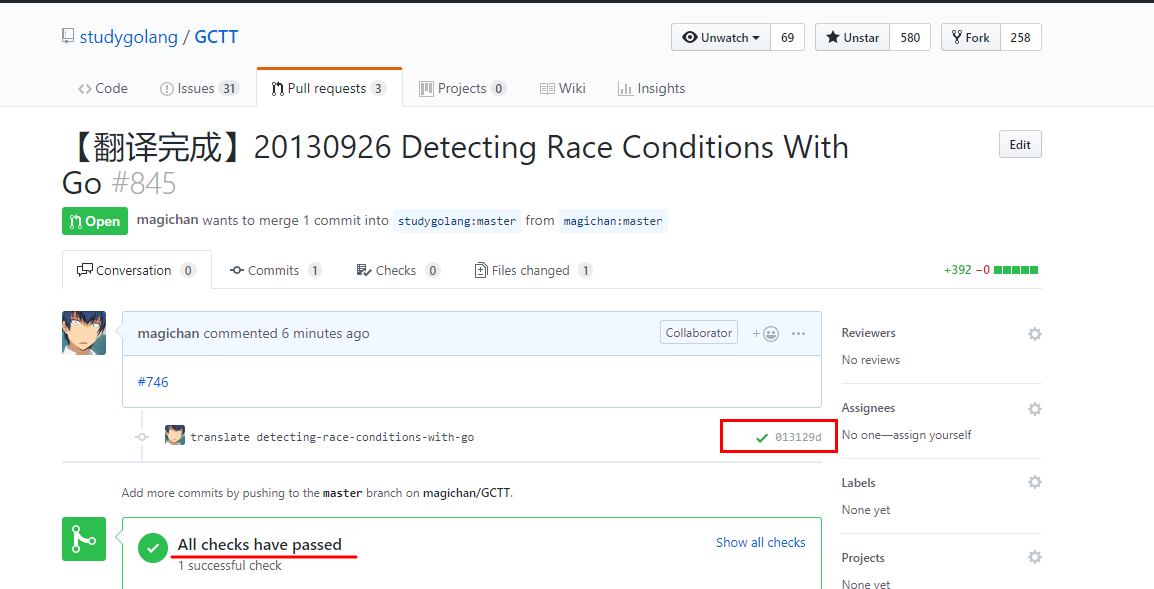 studygolang / GCTT
Unwatch 69 Unstar 580 Fork 258
Code Issues 31 Pull requests 3 Projects 0 Wiki Insights
【翻译完成】20130926 Detecting Race Conditions With
Go #845
Edit
Open magichan wants to merge 1 commit into studygolang:master from magichan:master
Conversation 0 Commits 1 Checks 0 Files changed 1 +392 −0
magichan commented 6 minutes ago Collaborator
#746
translate detecting-race-conditions-with-go 013129d
Add more commits by pushing to the master branch on magichan/GCTT.
All checks have passed
1 successful check
Show all checks
Reviewers
No reviews
Assignees
No one—assign yourself
Labels
None yet
Projects
None yet